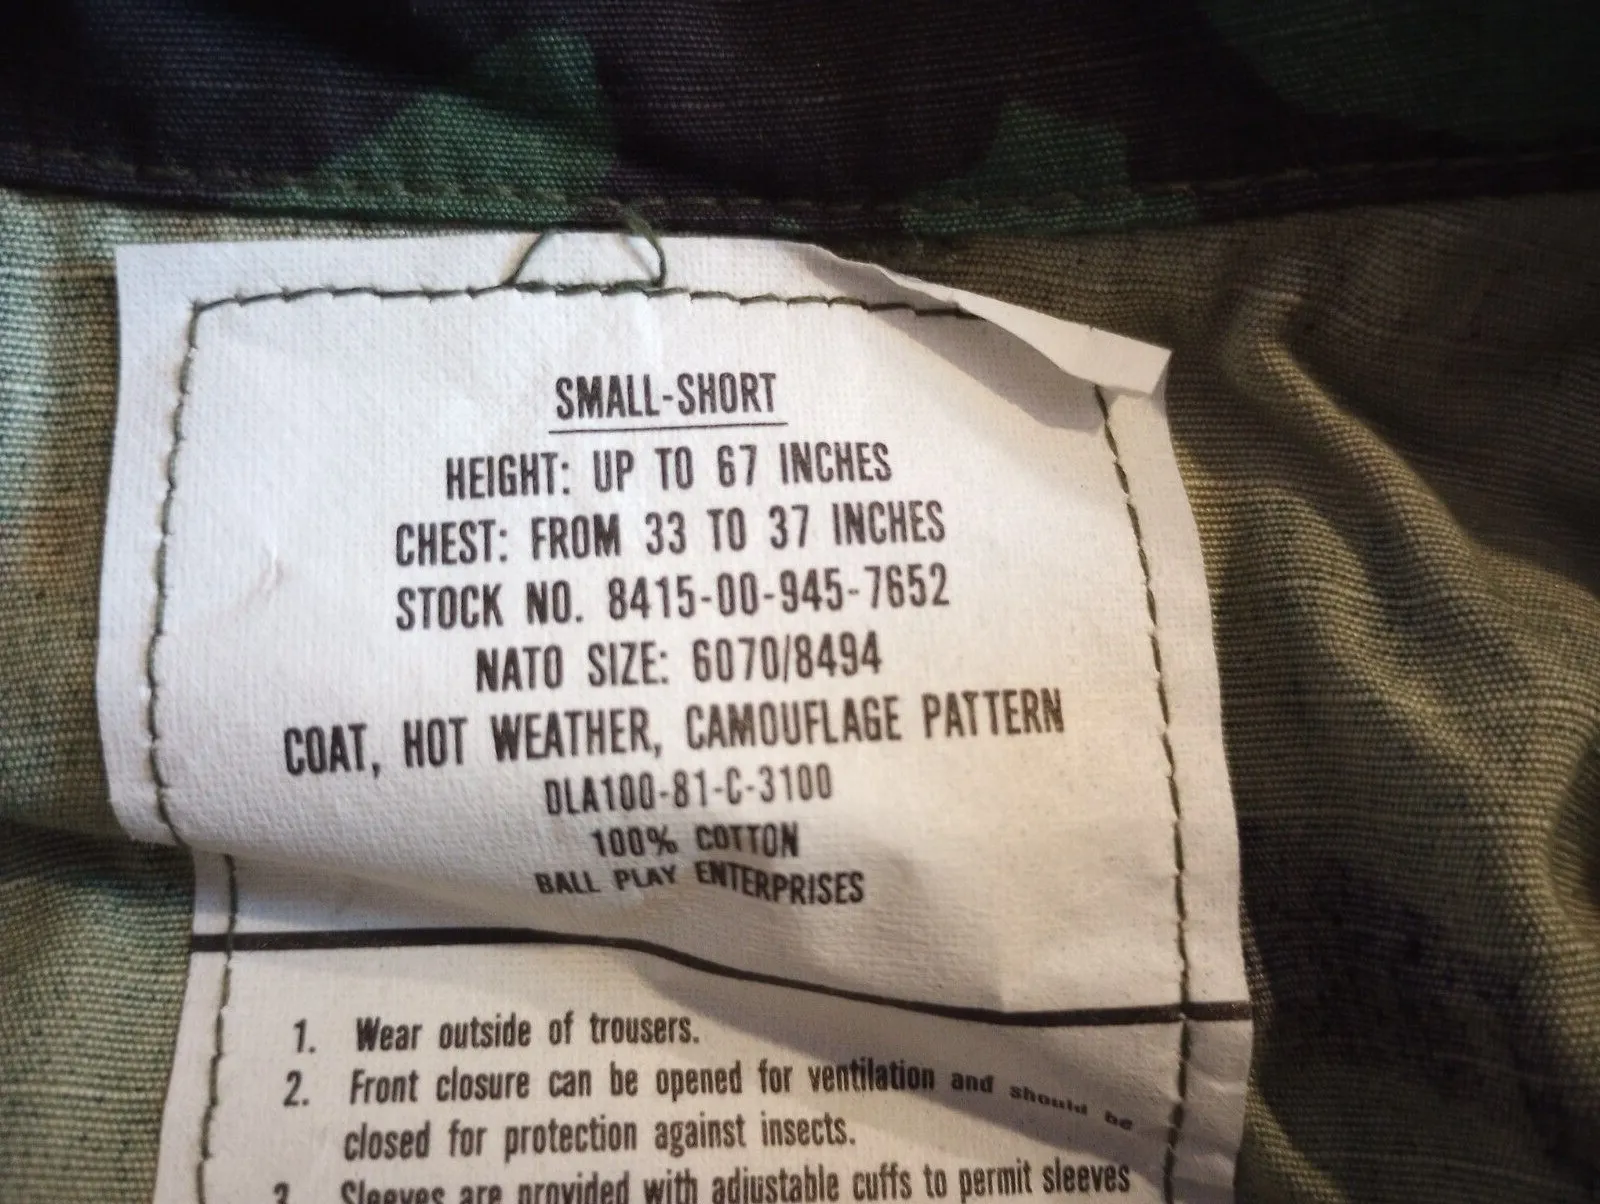 SMALL-SHORT
HEIGHT: UP TO 67 INCHES
CHEST: FROM 33 TO 37 INCHES
STOCK NO. 8415-00-945-7652
NATO SIZE: 6070/8494
COAT, HOT WEATHER, CAMOUFLAGE PATTERN
DLA100-81-C-3100
100% COTTON
BALL PLAY ENTERPRISES
1. Wear outside of trousers.
2. Front closure can be opened for ventilation and should be
closed for protection against insects.
3. Sleeves are provided with adjustable cuffs to permit sleeves